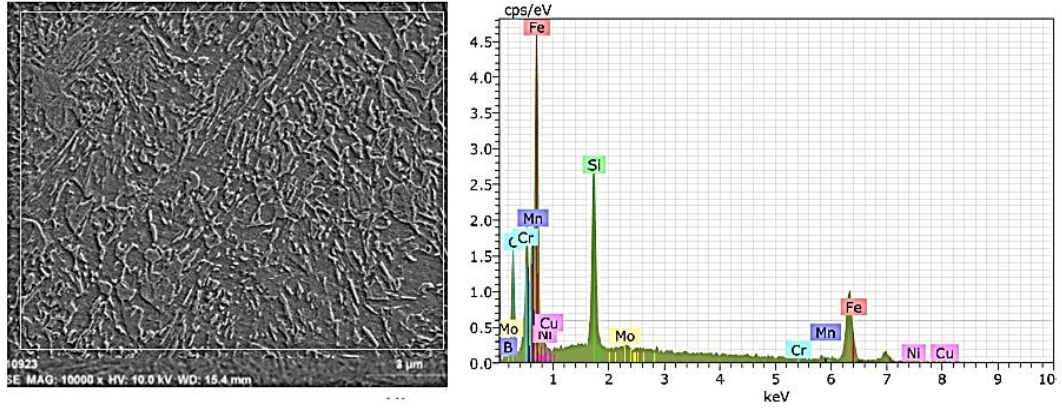 10923
3 µm
SE MAG: 10000 x HV: 10.0 kV WD: 15.4 mm
cps/eV
4.5
4.0
3.5
3.0
2.5
2.0
1.5
1.0
0.5
0.0
Fe
Si
Mn
C Cr
Mo
B
Cu
Ni
Mo
Cr
Mn
Fe
Ni Cu
1 2 3 4 5 6 7 8 9 10
keV